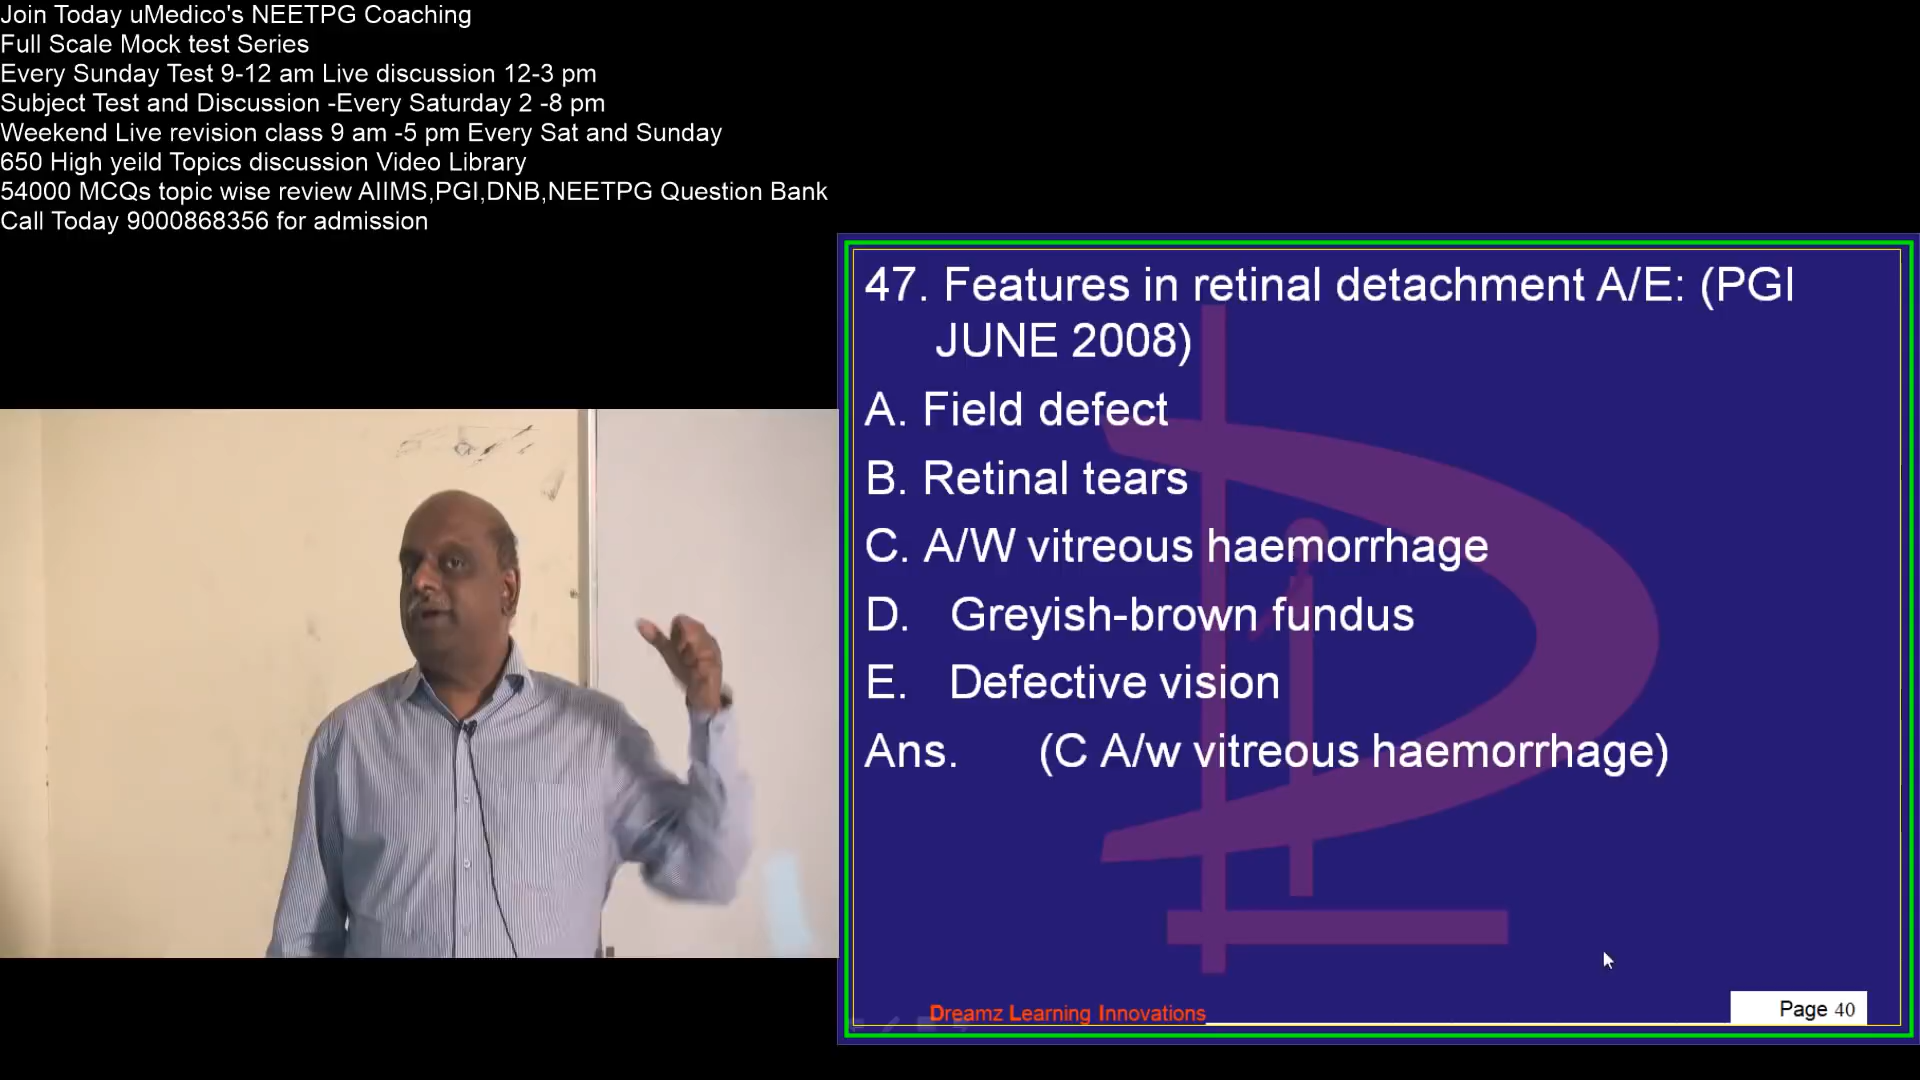 Join Today uMedico's NEETPG Coaching
Full Scale Mock test Series
Every Sunday Test 9-12 am Live discussion 12-3 pm
Subject Test and Discussion -Every Saturday 2 -8 pm
Weekend Live revision class 9 am -5 pm Every Sat and Sunday
650 High yeild Topics discussion Video Library
54000 MCQs topic wise review AIIMS,PGI,DNB,NEETPG Question Bank
Call Today 9000868356 for admission
47. Features in retinal detachment A/E: (PGI
JUNE 2008)
A. Field defect
B. Retinal tears
C. A/W vitreous haemorrhage
D. Greyish-brown fundus
E. Defective vision
Ans. (C A/w vitreous haemorrhage)
Dreamz Learning Innovations
Page 40